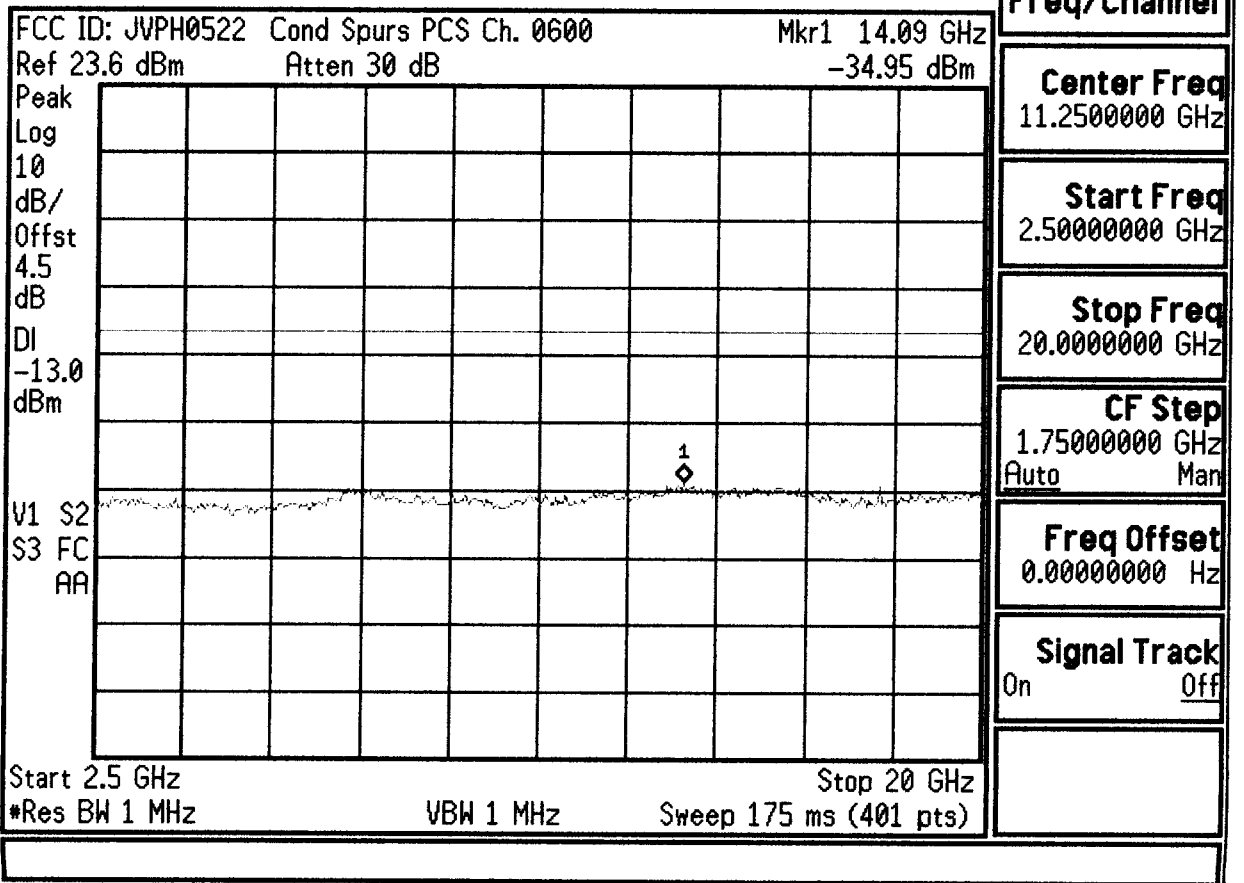 Freq/Channel
FCC ID: JVPH0522 Cond Spurs PCS Ch. 0600
Mkr1 14.09 GHz
Ref 23.6 dBm
Atten 30 dB
-34.95 dBm
Peak
Log
10
dB/
Offst
4.5
dB
DI
-13.0
dBm
1
V1 S2
S3 FC
AA
Start 2.5 GHz
Stop 20 GHz
*Res BW 1 MHz
VBW 1 MHz
Sweep 175 ms (401 pts)
Center Freq
11.2500000 GHz
Start Freq
2.50000000 GHz
Stop Freq
20.0000000 GHz
CF Step
1.75000000 GHz
Auto Man
Freq Offset
0.00000000 Hz
Signal Track
On Off